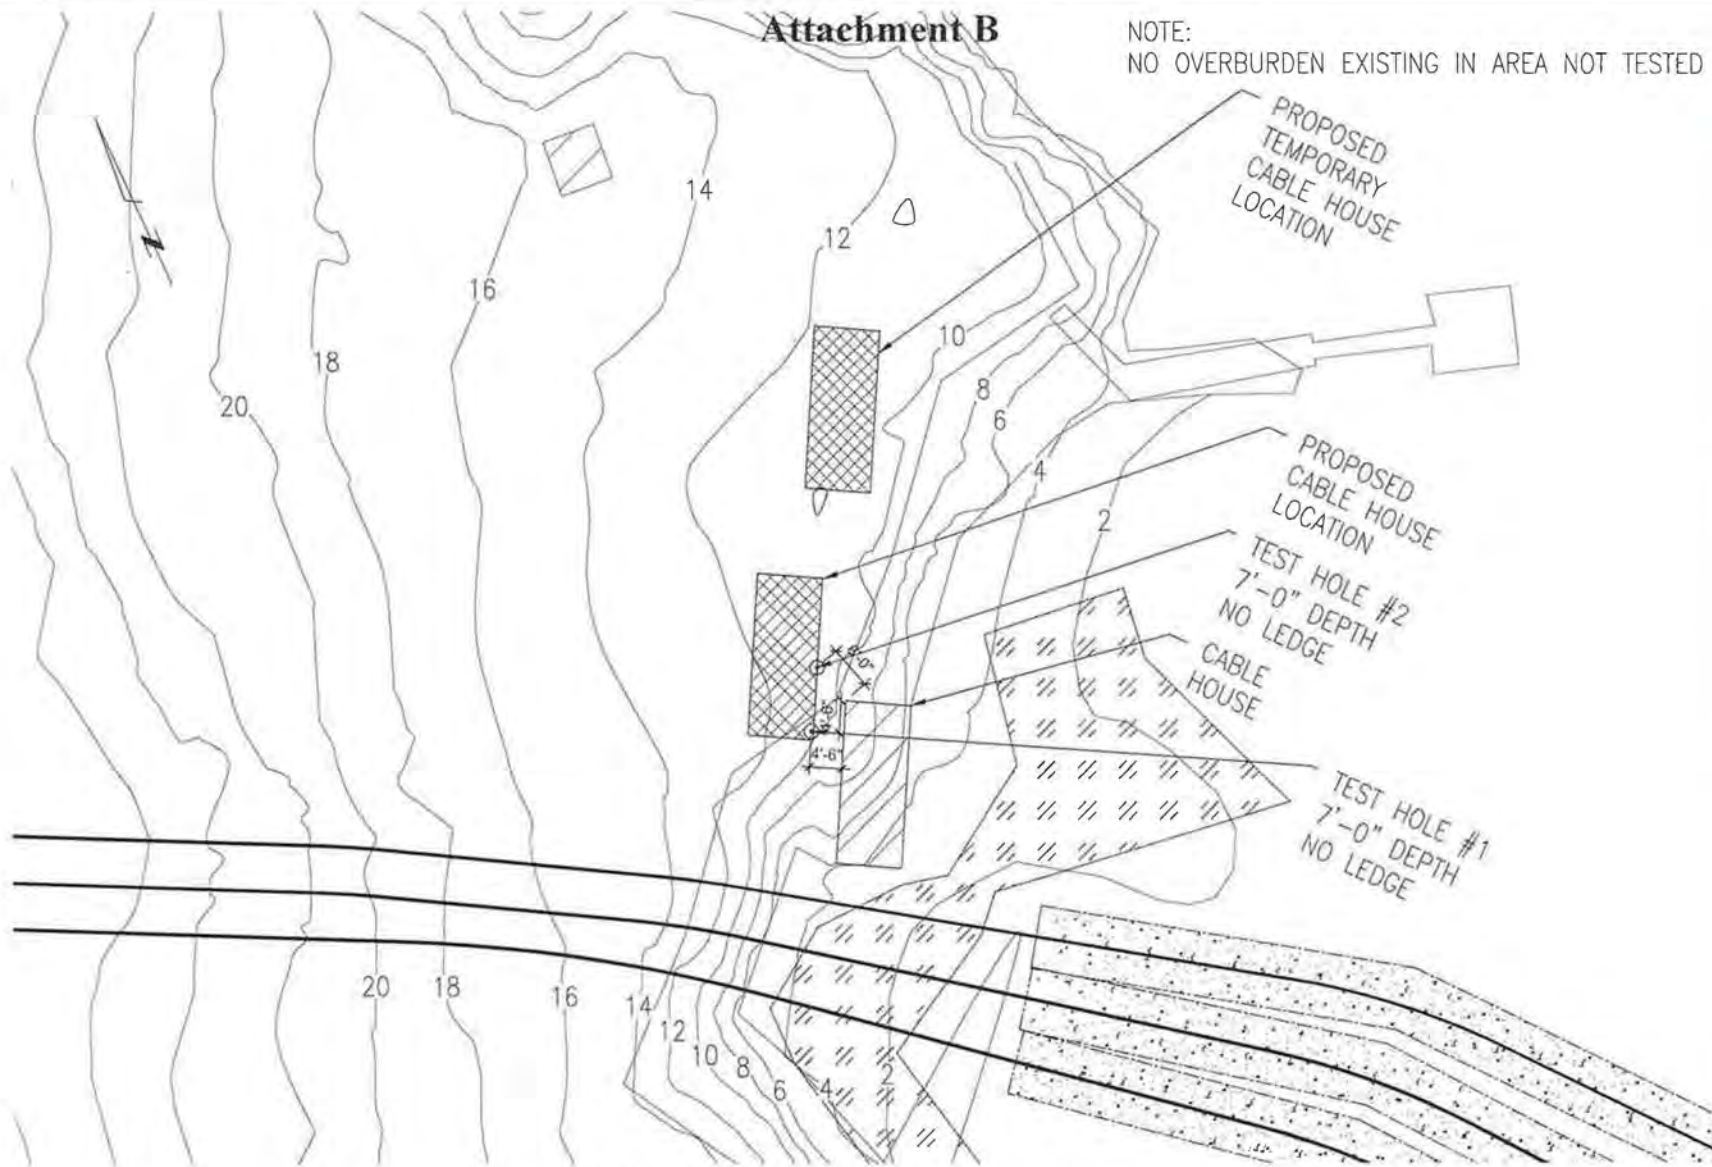 Attachment B
NOTE:
NO OVERBURDEN EXISTING IN AREA NOT TESTED
PROPOSED
TEMPORARY
CABLE HOUSE
LOCATION
N
14
12
16
10
18
8
20
6
4
2
PROPOSED
CABLE HOUSE
LOCATION
TEST HOLE #2
7'-0" DEPTH
NO LEDGE
CABLE
HOUSE
4'-6"
TEST HOLE #1
7'-0" DEPTH
NO LEDGE
20
18
16
14
12
10
8
6
4
2